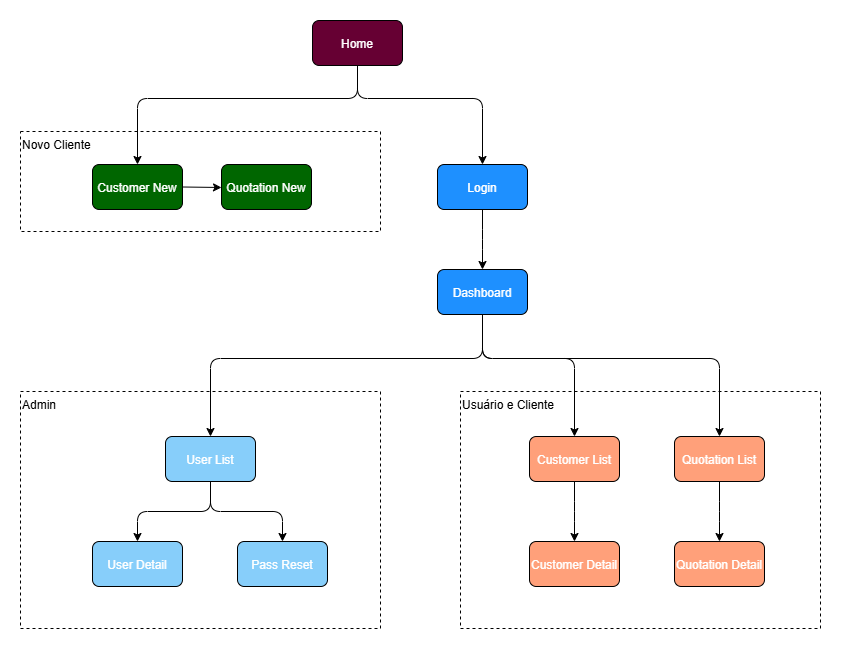 Home
Novo Cliente
Customer New
Quotation New
Login
Dashboard
Admin
Usuário e Cliente
User List
Customer List
Quotation List
User Detail
Pass Reset
Customer Detail
Quotation Detail